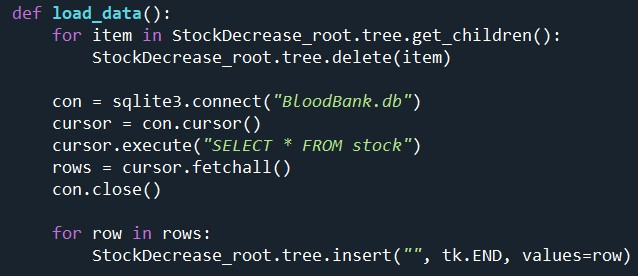 def load_data():
    for item in StockDecrease_root.tree.get_children():
        StockDecrease_root.tree.delete(item)

    con = sqlite3.connect("BloodBank.db")
    cursor = con.cursor()
    cursor.execute("SELECT * FROM stock")
    rows = cursor.fetchall()
    con.close()

    for row in rows:
        StockDecrease_root.tree.insert("", tk.END, values=row)